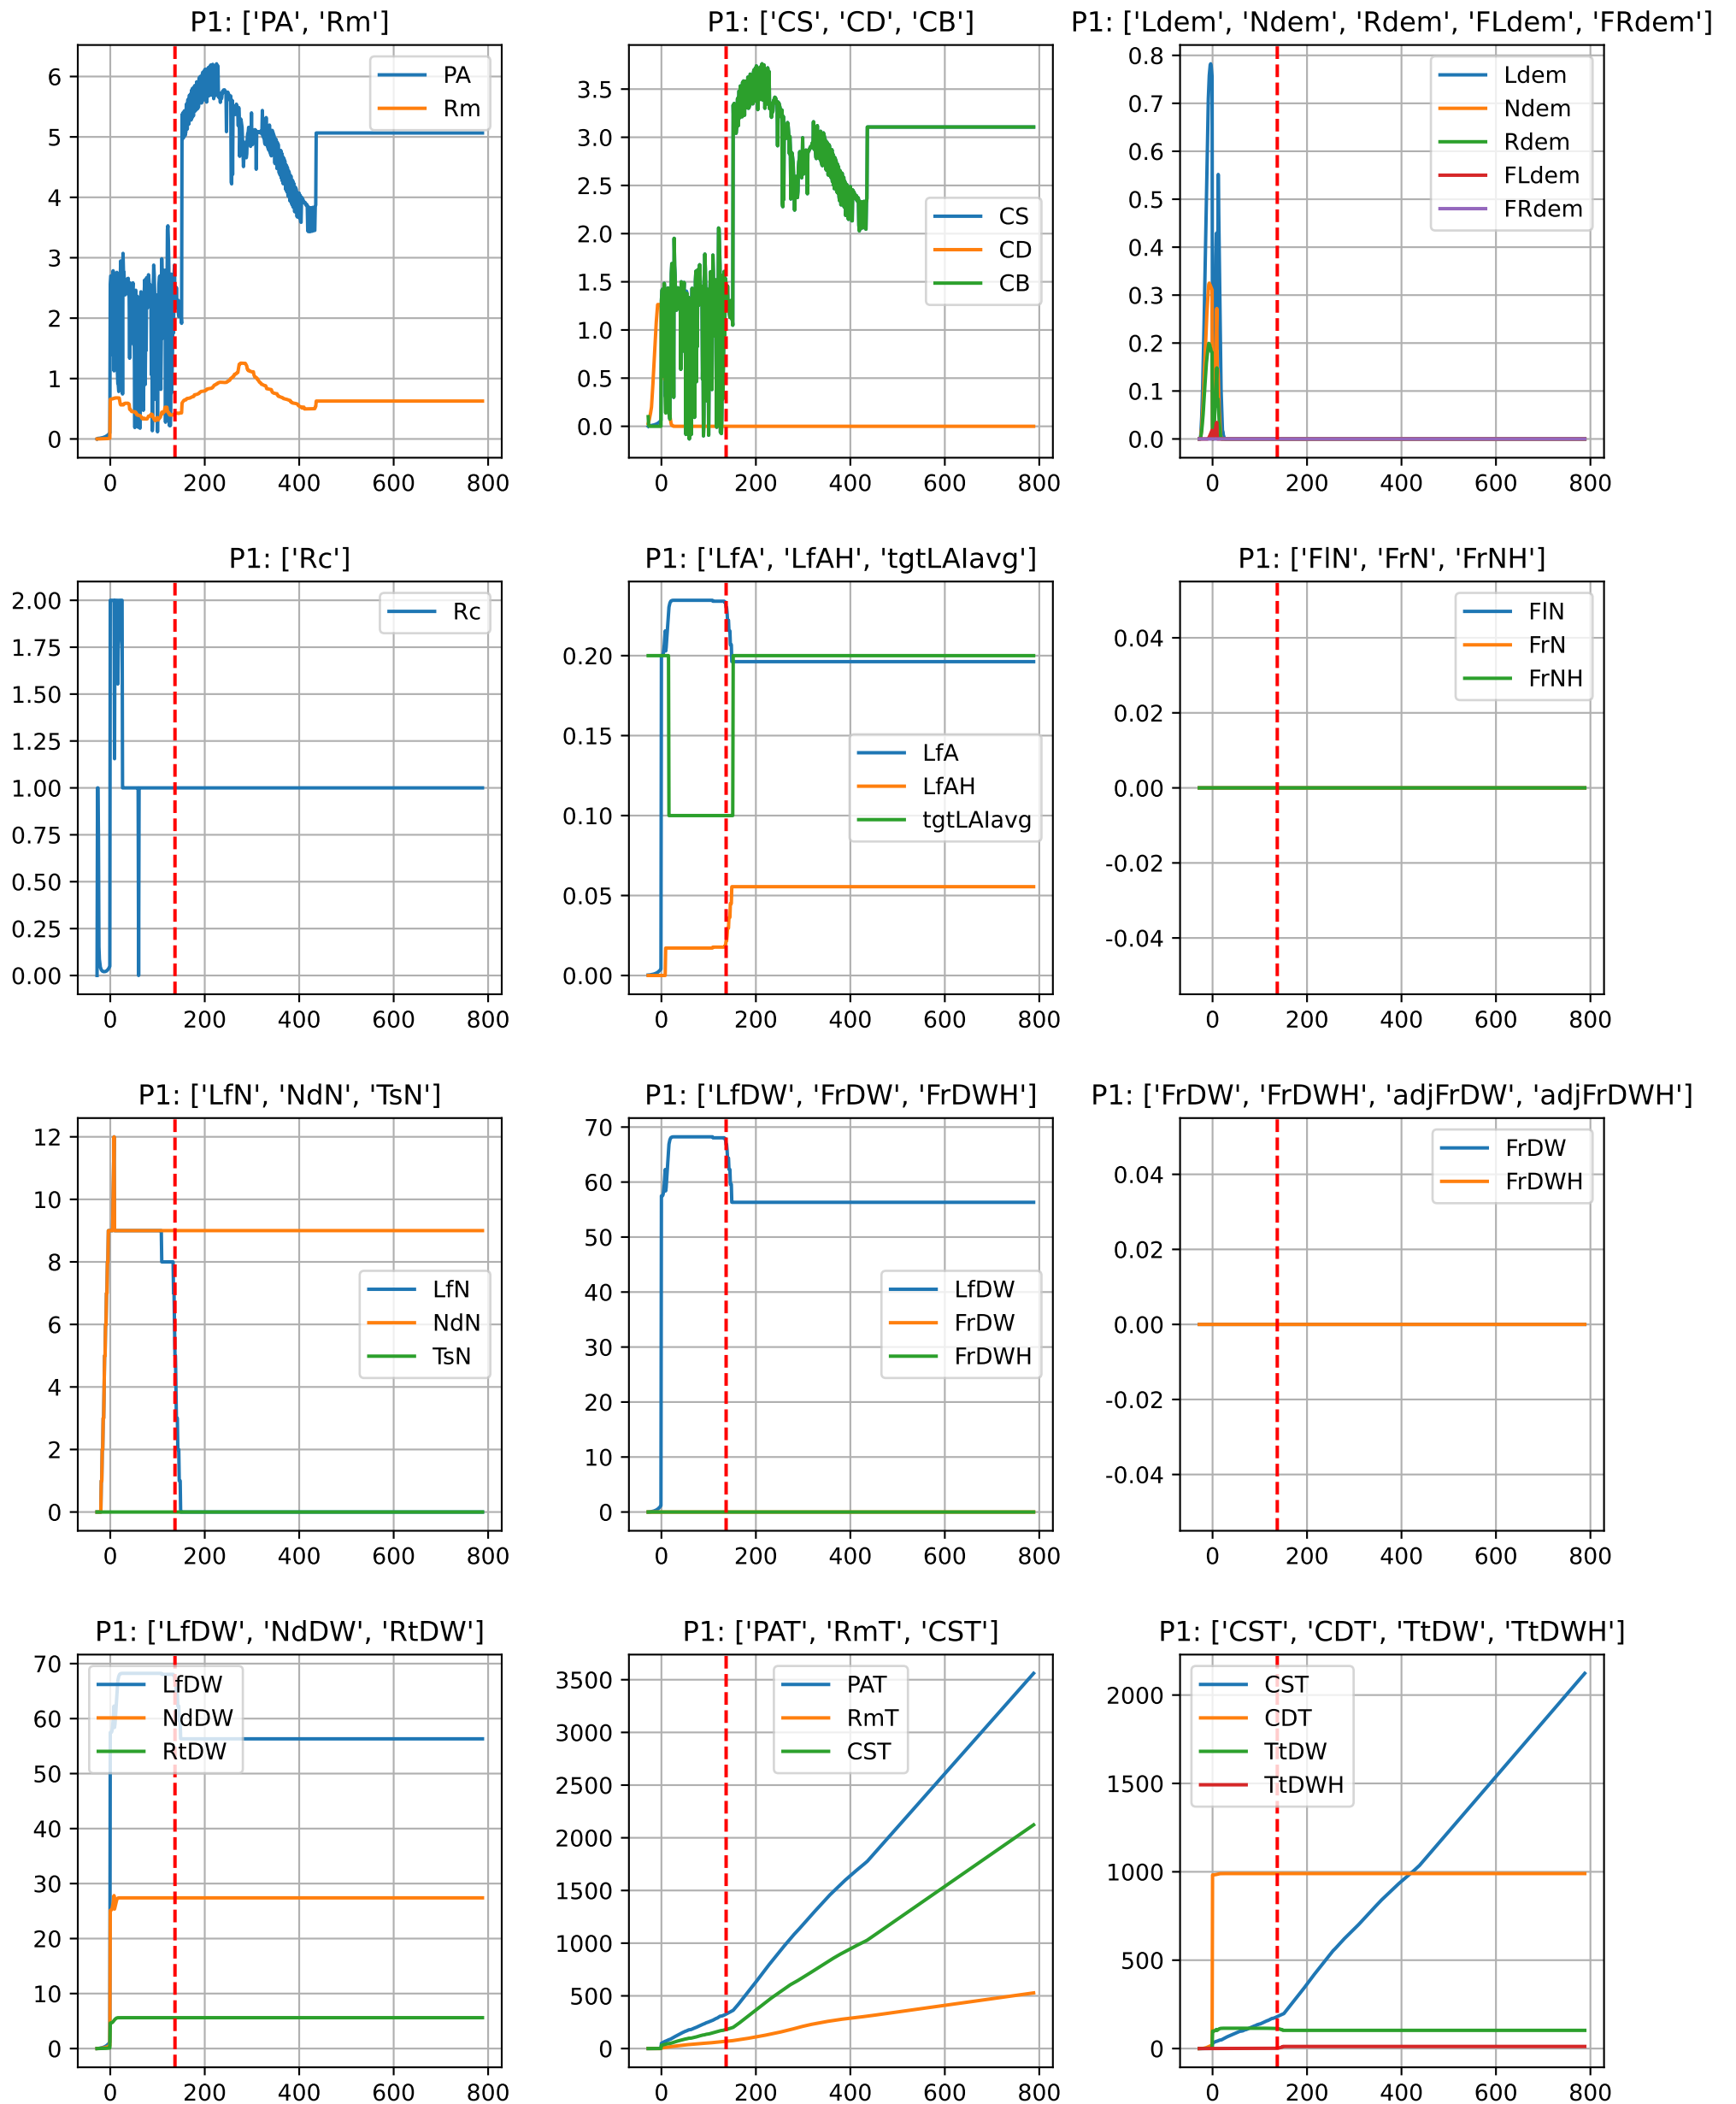 P1: ['PA', 'Rm']
6
5
4
3
2
1
0
0 200 400 600 800
PA
Rm
P1: ['CS', 'CD', 'CB']
3.5
3.0
2.5
2.0
1.5
1.0
0.5
0.0
0 200 400 600 800
CS
CD
CB
P1: ['Ldem', 'Ndem', 'Rdem', 'FLdem', 'FRdem']
0.8
0.7
0.6
0.5
0.4
0.3
0.2
0.1
0.0
0 200 400 600 800
Ldem
Ndem
Rdem
FLdem
FRdem
P1: ['Rc']
2.00
1.75
1.50
1.25
1.00
0.75
0.50
0.25
0.00
0 200 400 600 800
Rc
P1: ['LfA', 'LfAH', 'tgtLAIavg']
0.20
0.15
0.10
0.05
0.00
0 200 400 600 800
LfA
LfAH
tgtLAIavg
P1: ['FlN', 'FrN', 'FrNH']
0.04
0.02
0.00
-0.02
-0.04
0 200 400 600 800
FlN
FrN
FrNH
P1: ['LfN', 'NdN', 'TsN']
12
10
8
6
4
2
0
0 200 400 600 800
LfN
NdN
TsN
P1: ['LfDW', 'FrDW', 'FrDWH']
70
60
50
40
30
20
10
0
0 200 400 600 800
LfDW
FrDW
FrDWH
P1: ['FrDW', 'FrDWH', 'adjFrDW', 'adjFrDWH']
0.04
0.02
0.00
-0.02
-0.04
0 200 400 600 800
FrDW
FrDWH
P1: ['LfDW', 'NdDW', 'RtDW']
70
60
50
40
30
20
10
0
0 200 400 600 800
LfDW
NdDW
RtDW
P1: ['PAT', 'RmT', 'CST']
3500
3000
2500
2000
1500
1000
500
0
0 200 400 600 800
PAT
RmT
CST
P1: ['CST', 'CDT', 'TtDW', 'TtDWH']
2000
1500
1000
500
0
0 200 400 600 800
CST
CDT
TtDW
TtDWH